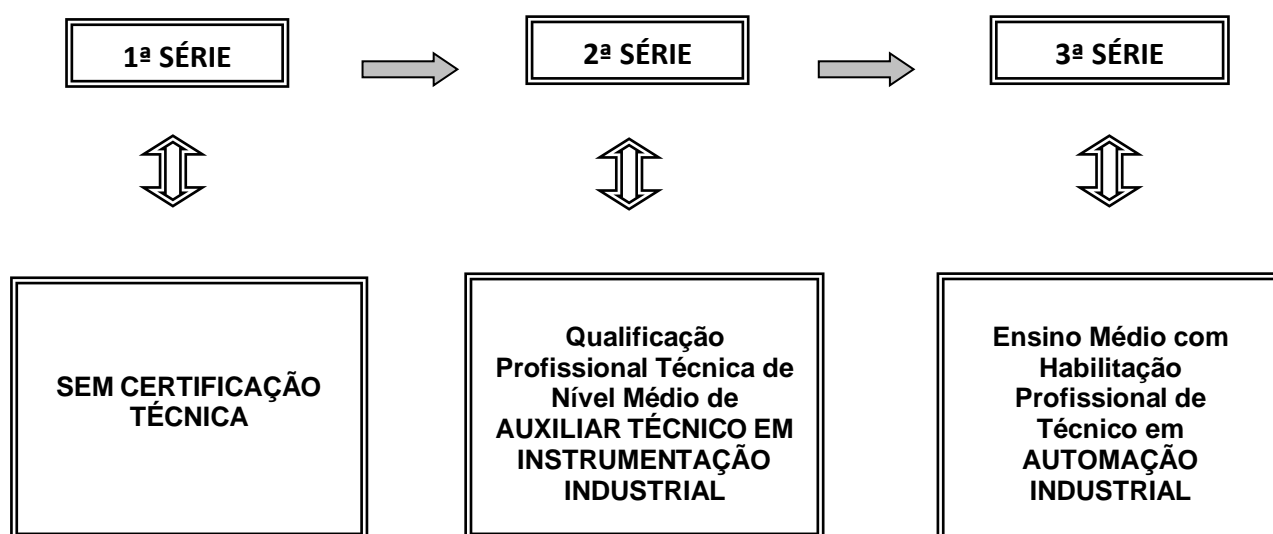 1ª SÉRIE
2ª SÉRIE
3ª SÉRIE
SEM CERTIFICAÇÃO
TÉCNICA
Qualificação
Profissional Técnica de
Nível Médio de
AUXILIAR TÉCNICO EM
INSTRUMENTAÇÃO
INDUSTRIAL
Ensino Médio com
Habilitação
Profissional de
Técnico em
AUTOMAÇÃO
INDUSTRIAL